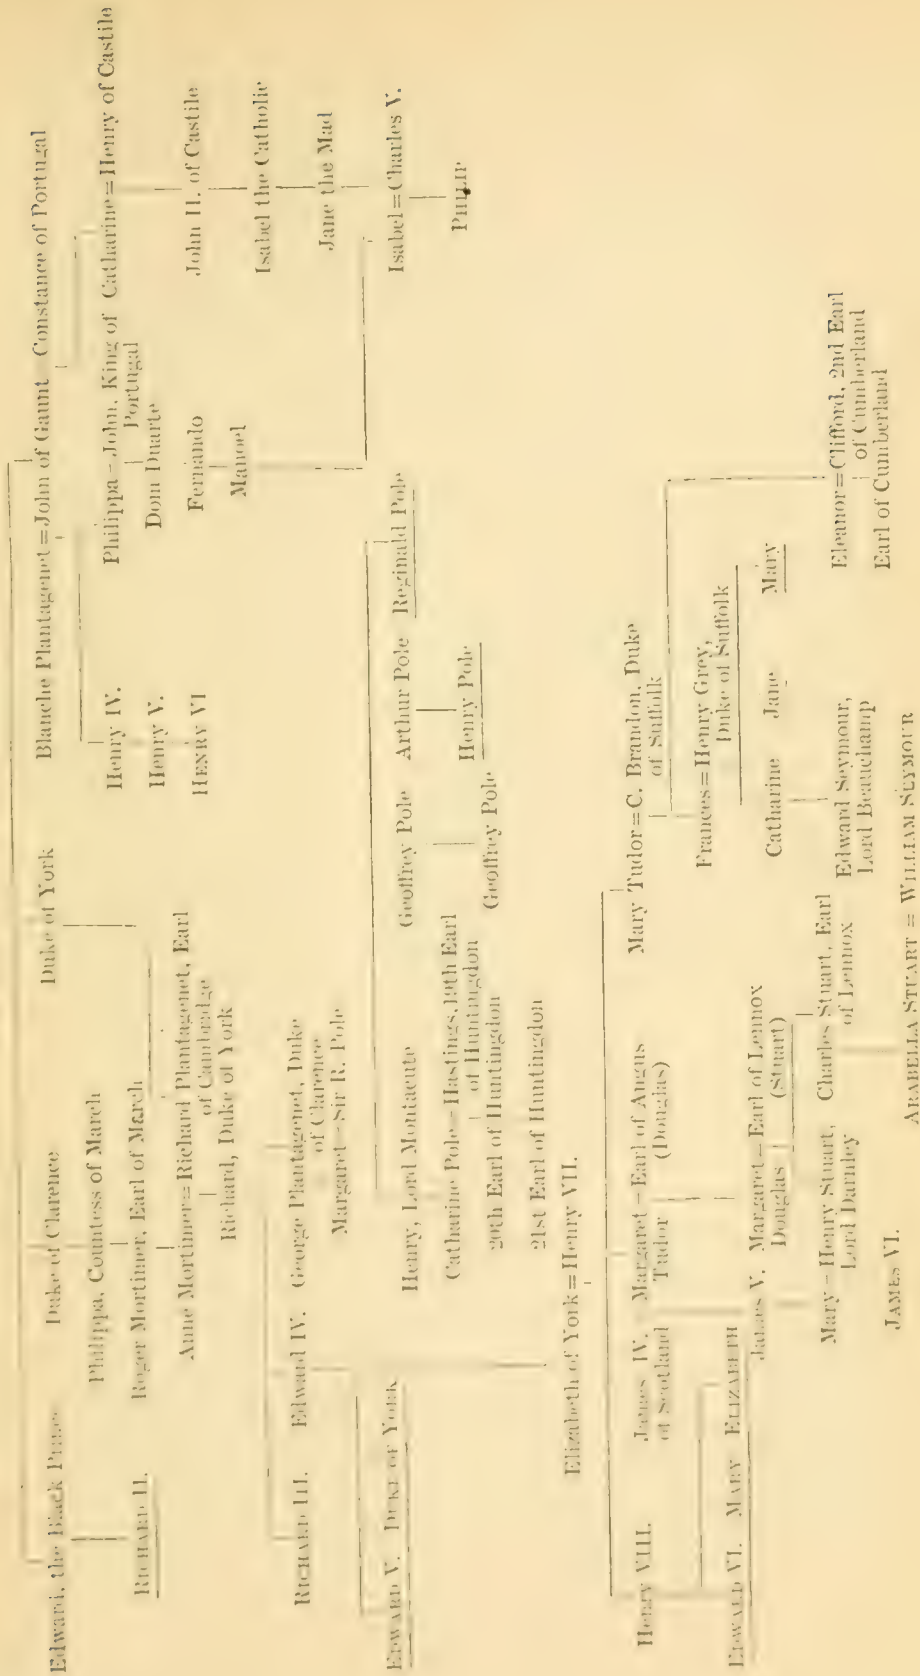 Edward, the Black Prince
Duke of Clarence
Duke of York
Blanche Plantagenet = John of Gaunt Constance of Portugal
Philippa, Countess of March
Henry IV.
Philippa - John, King of Portugal
Catharine = Henry of Castile
RICHARD II.
Roger Mortimer, Earl of March
Henry V.
Dom Duarte
John II. of Castile
Anne Mortimer = Richard Plantagenet, Earl of Cambridge
HENRY VI
Fernando
Isabel the Catholic
Richard, Duke of York
Manoel
Jane the Mad
RICHARD III.
Edward IV.
George Plantagenet, Duke of Clarence
Margaret - Sir R. Pole
Isabel = Charles V.
EDWARD V. DUKE OF YORK
Henry, Lord Montacute
Geoffrey Pole
Arthur Pole
Reginald Pole
PHILIP
Catharine Pole - Hastings, 19th Earl of Huntingdon
20th Earl of Huntingdon
Geoffrey Pole
Henry Pole
21st Earl of Huntingdon
Elizabeth of York = Henry VII.
Henry VIII.
James IV. of Scotland
Margaret Tudor - Earl of Angus (Douglas)
Mary Tudor = C. Brandon, Duke of Suffolk
Frances = Henry Grey, Duke of Suffolk
EDWARD VI. MARY ELIZABETH
James V.
Margaret Douglas - Earl of Lennox (Stuart)
Catharine Jane Mary
Mary - Henry Stuart, Lord Darnley
Charles Stuart, Earl of Lennox
Edward Seymour, Lord Beauchamp
Eleanor = Clifford, 2nd Earl of Cumberland
Earl of Cumberland
JAMES VI.
ARABELLA STUART = WILLIAM SEYMOUR